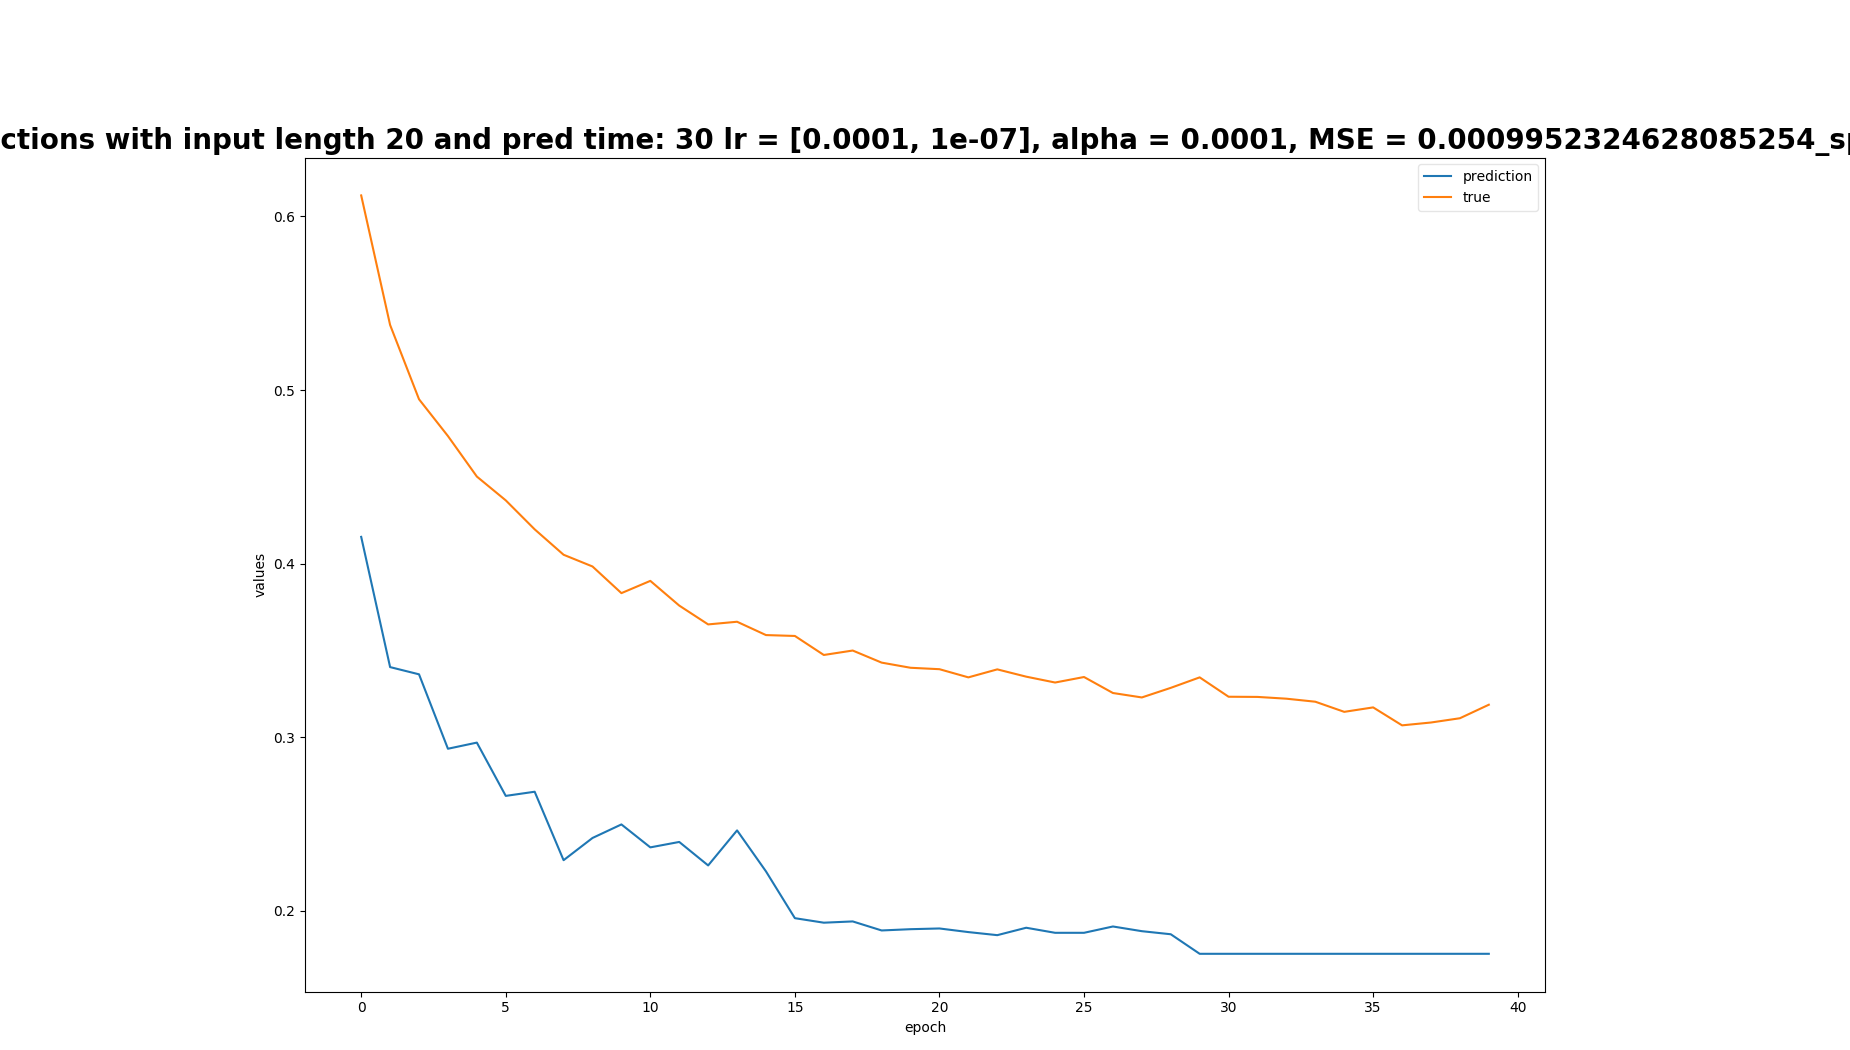 ctions with input length 20 and pred time: 30 lr = [0.0001, 1e-07], alpha = 0.0001, MSE = 0.0009952324628085254_sp
prediction
true
0.6
0.5
0.4
0.3
0.2
values
0 5 10 15 20 25 30 35 40
epoch